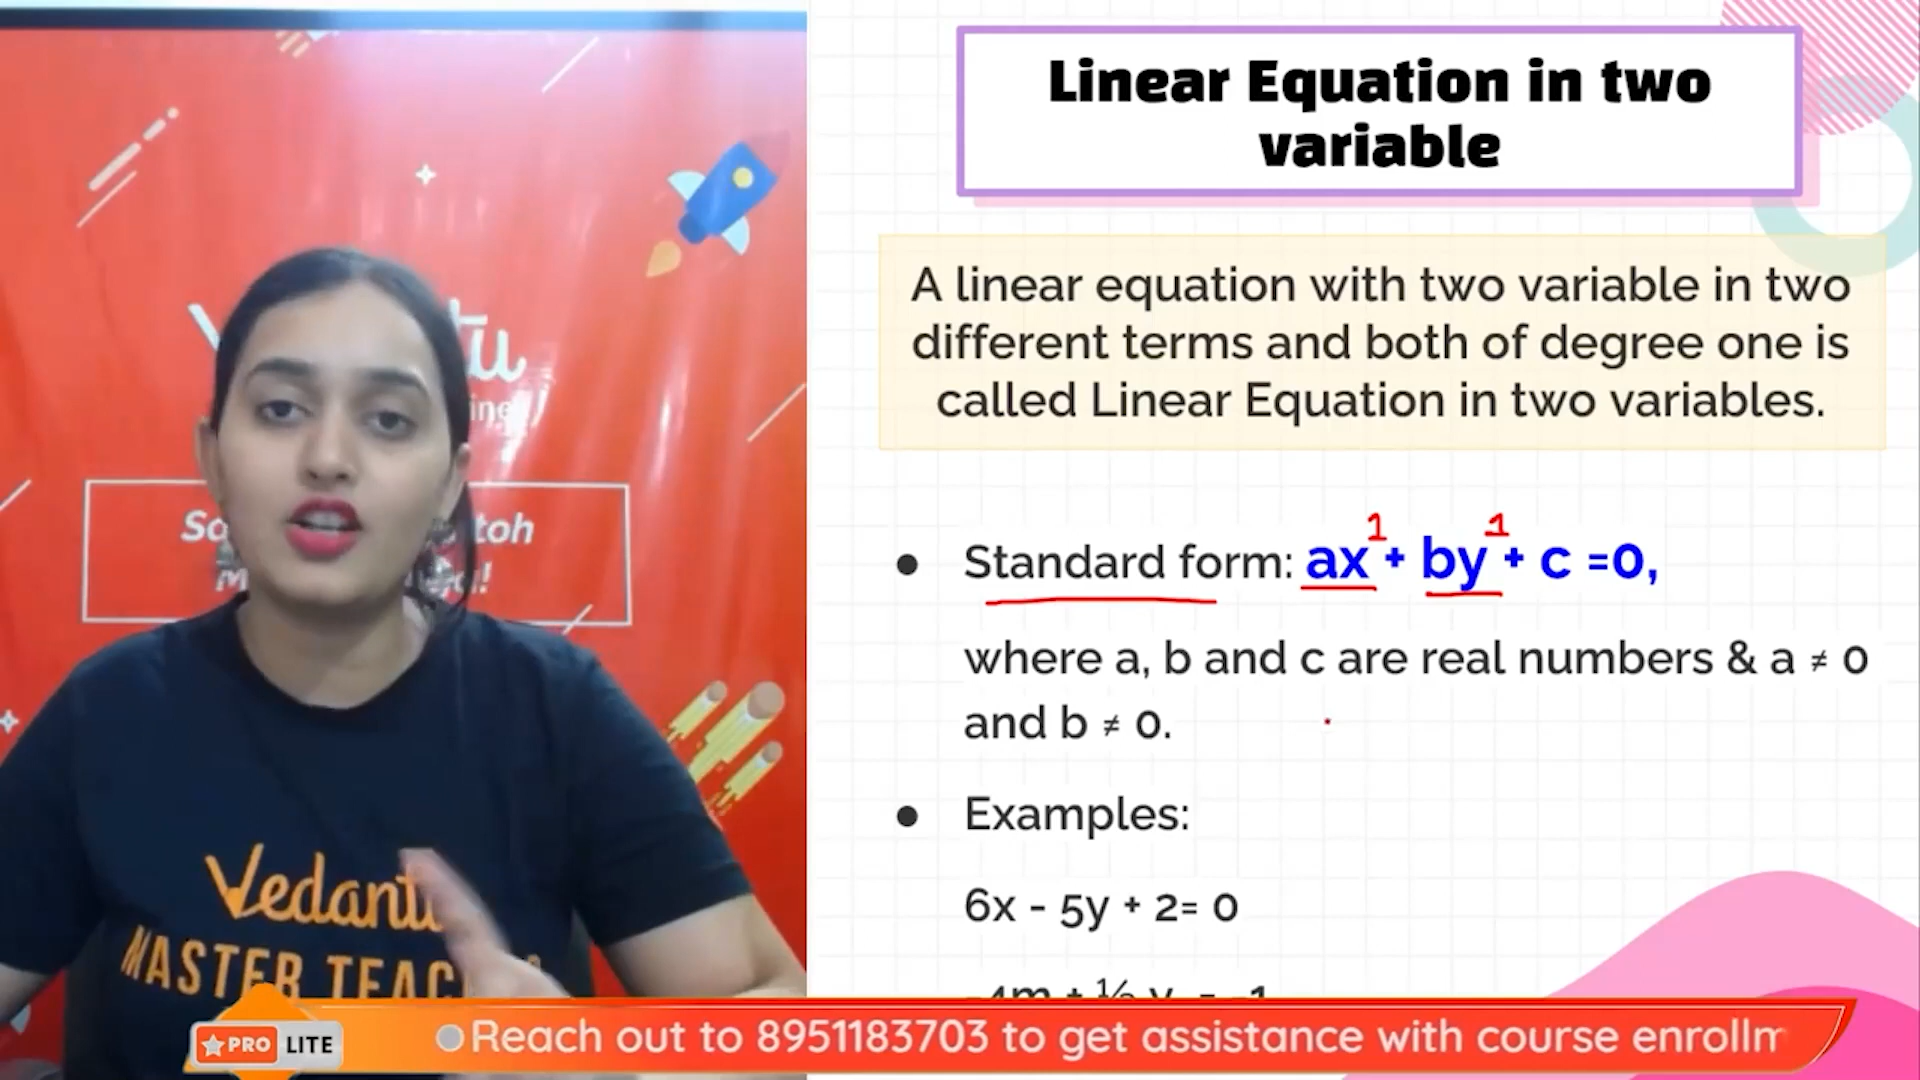 Linear Equation in two
variable
A linear equation with two variable in two
different terms and both of degree one is
called Linear Equation in two variables.
● Standard form: ax¹+ by¹+ c =0,
where a, b and c are real numbers & a ≠ 0
and b ≠ 0.
● Examples:
6x - 5y + 2= 0
Vedantu
MASTER TEAC
PRO LITE
Reach out to 8951183703 to get assistance with course enrollm